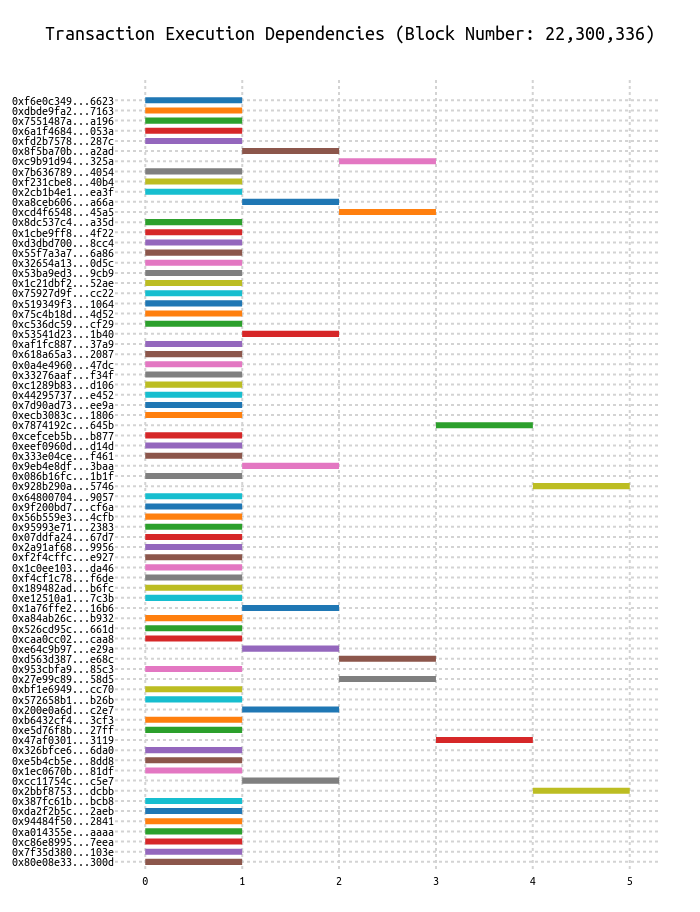 Transaction Execution Dependencies (Block Number: 22,300,336)
0xf6e0c349...6623
0xdbde9fa2...7163
0x7551487a...a196
0x6a1f4684...053a
0xfd2b7578...287c
0x8f5ba70b...a2ad
0xc9b91d94...325a
0x7b636789...4054
0xf231cbe8...40b4
0x2cb1b4e1...ea3f
0xa8ceb606...a66a
0xcd4f6548...45a5
0x8dc537c4...a35d
0x1cbe9ff8...4f22
0xd3dbd700...8cc4
0x55f7a3a7...6a86
0x32654a13...0d5c
0x53ba9ed3...9cb9
0x1c21dbf2...52ae
0x75927d9f...cc22
0x519349f3...1064
0x75c4b18d...4d52
0xc536dc59...cf29
0x53541d23...1b40
0xaf1fc887...37a9
0x618a65a3...2087
0x0a4e4960...47dc
0x33276aaf...f34f
0xc1289b83...d106
0x44295737...e452
0x7d90ad73...ee9a
0xecb3083c...1806
0x7874192c...645b
0xcefceb5b...b877
0xeef0960d...d14d
0x333e04ce...f461
0x9eb4e8df...3baa
0x086b16fc...1b1f
0x928b290a...5746
0x64800704...9057
0x9f200bd7...cf6a
0x56b559e3...4cfb
0x95993e71...2383
0x07ddfa24...67d7
0x2a91af68...9956
0xf2f4cffc...e927
0x1c0ee103...da46
0xf4cf1c78...f6de
0x189482ad...b6fc
0xe12510a1...7c3b
0x1a76ffe2...16b6
0xa84ab26c...b932
0x526cd95c...661d
0xcaa0cc02...caa8
0xe64c9b97...e29a
0xd563d387...e68c
0x953cbfa9...85c3
0x27e99c89...58d5
0xbf1e6949...cc70
0x572658b1...b26b
0x200e0a6d...c2e7
0xb6432cf4...3cf3
0xe5d76f8b...27ff
0x47af0301...3119
0x326bfce6...6da0
0xe5b4cb5e...8dd8
0x1ec0670b...81df
0xcc11754c...c5e7
0x2bbf8753...dcbb
0x387fc61b...bcb8
0xda2f2b5c...2aeb
0x94484f50...2841
0xa014355e...aaaa
0xc86e8995...7eea
0x7f35d380...103e
0x80e08e33...300d
0 1 2 3 4 5